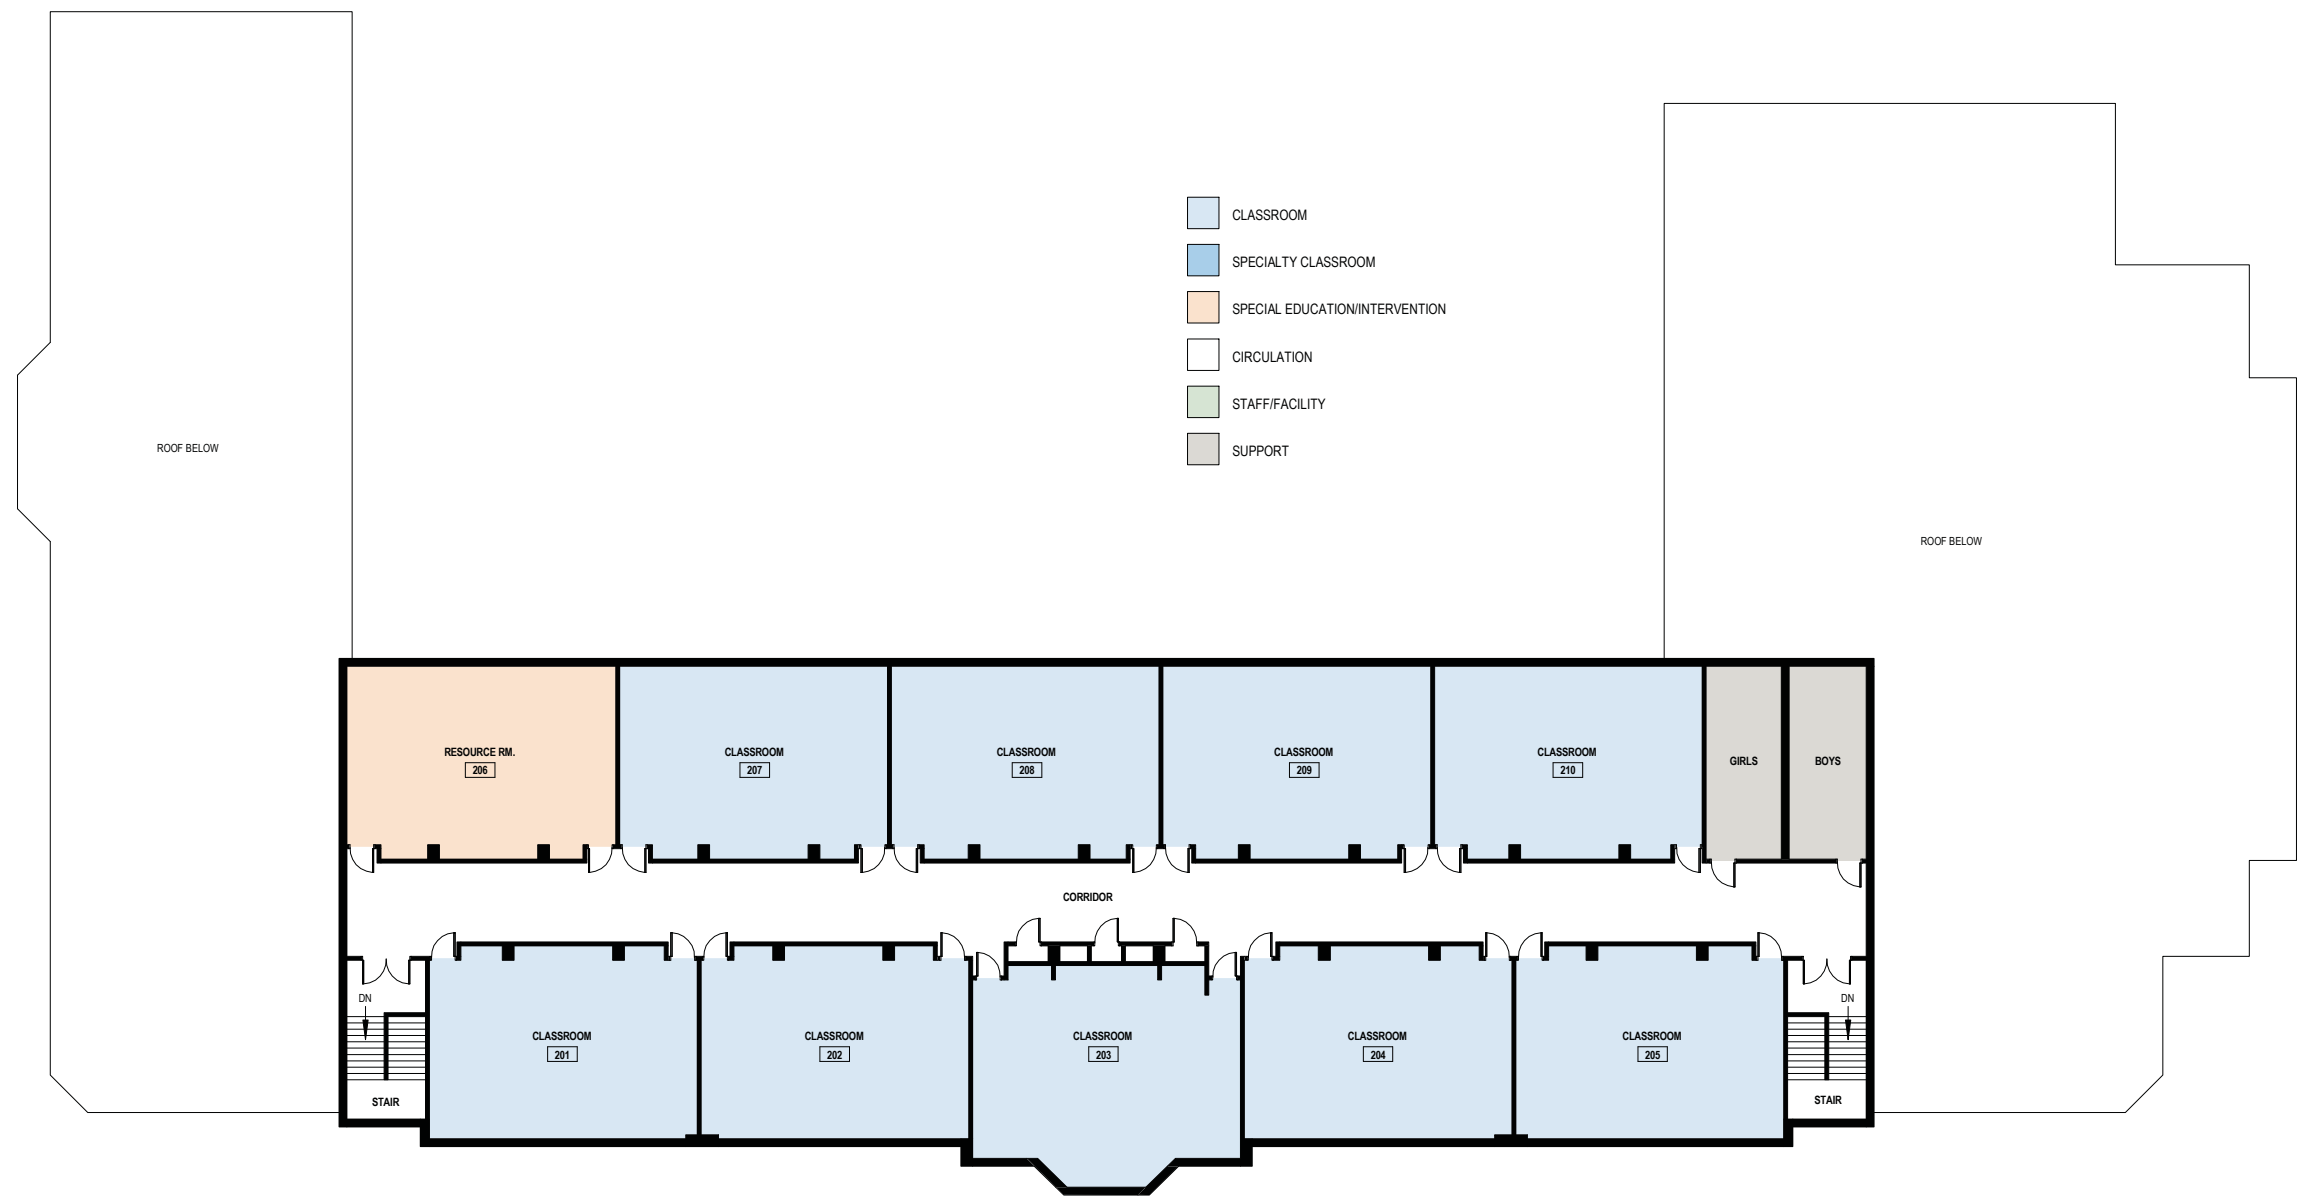 CLASSROOM
SPECIALTY CLASSROOM
SPECIAL EDUCATION/INTERVENTION
CIRCULATION
STAFF/FACILITY
SUPPORT
ROOF BELOW
ROOF BELOW
RESOURCE RM.
206
CLASSROOM
207
CLASSROOM
208
CLASSROOM
209
CLASSROOM
210
GIRLS
BOYS
CORRIDOR
DN
STAIR
CLASSROOM
201
CLASSROOM
202
CLASSROOM
203
CLASSROOM
204
CLASSROOM
205
DN
STAIR